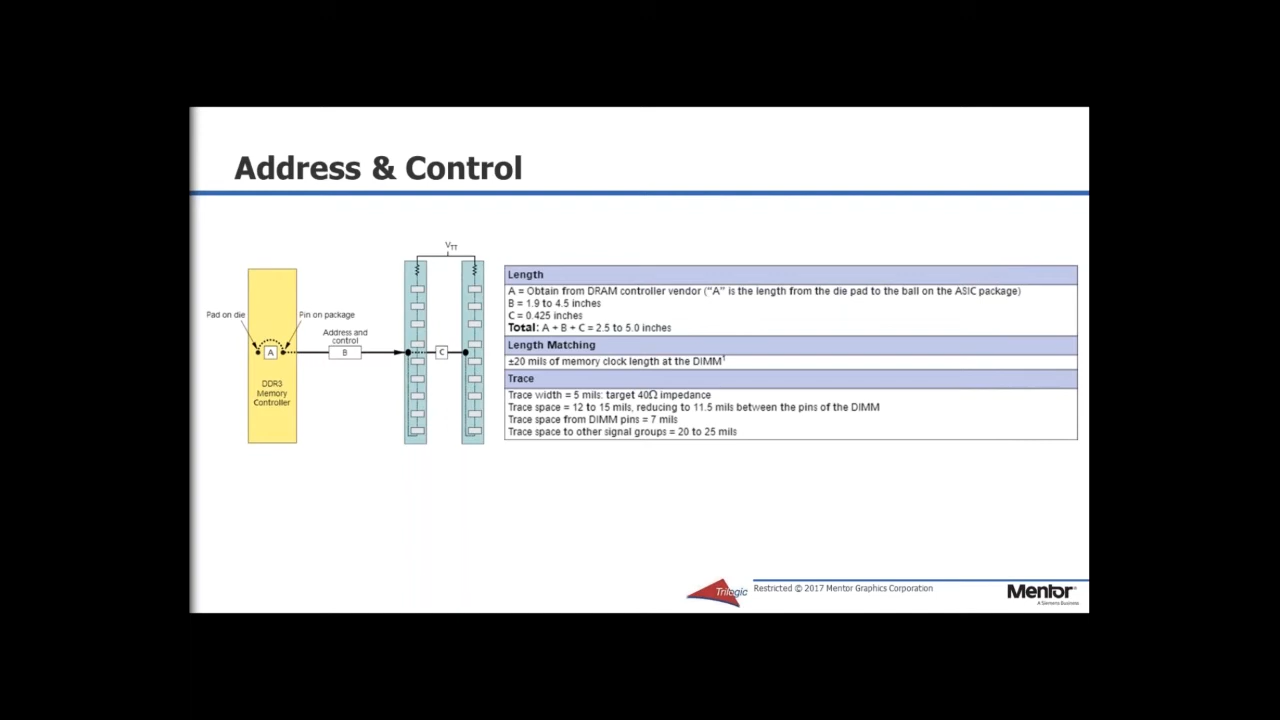 Address & Control
V_TT
Pad on die
Pin on package
Address and
control
A
B
C
DDR3
Memory
Controller
Length
A = Obtain from DRAM controller vendor ("A" is the length from the die pad to the ball on the ASIC package)
B = 1.9 to 4.5 inches
C = 0.425 inches
Total: A + B + C = 2.5 to 5.0 inches
Length Matching
±20 mils of memory clock length at the DIMM¹
Trace
Trace width = 5 mils: target 40Ω impedance
Trace space = 12 to 15 mils, reducing to 11.5 mils between the pins of the DIMM
Trace space from DIMM pins = 7 mils
Trace space to other signal groups = 20 to 25 mils
Trilogic
Restricted © 2017 Mentor Graphics Corporation
Mentor®
A Siemens Business